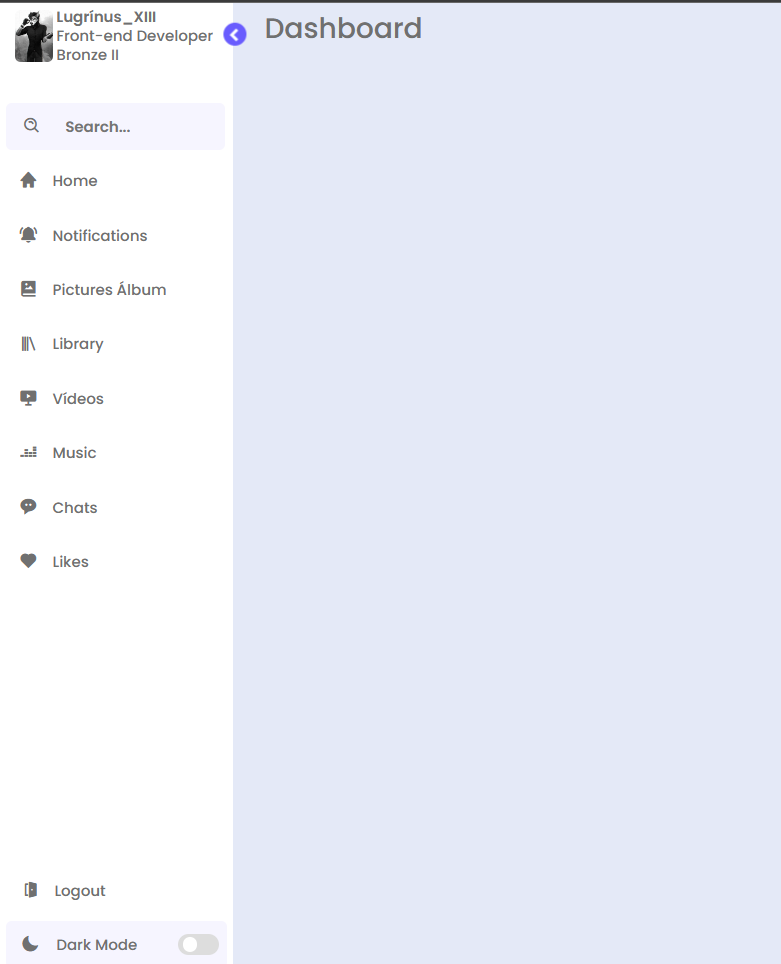 Lugrínus_XIII
Front-end Developer
Bronze II
Dashboard
Search...
Home
Notifications
Pictures Álbum
Library
Vídeos
Music
Chats
Likes
Logout
Dark Mode